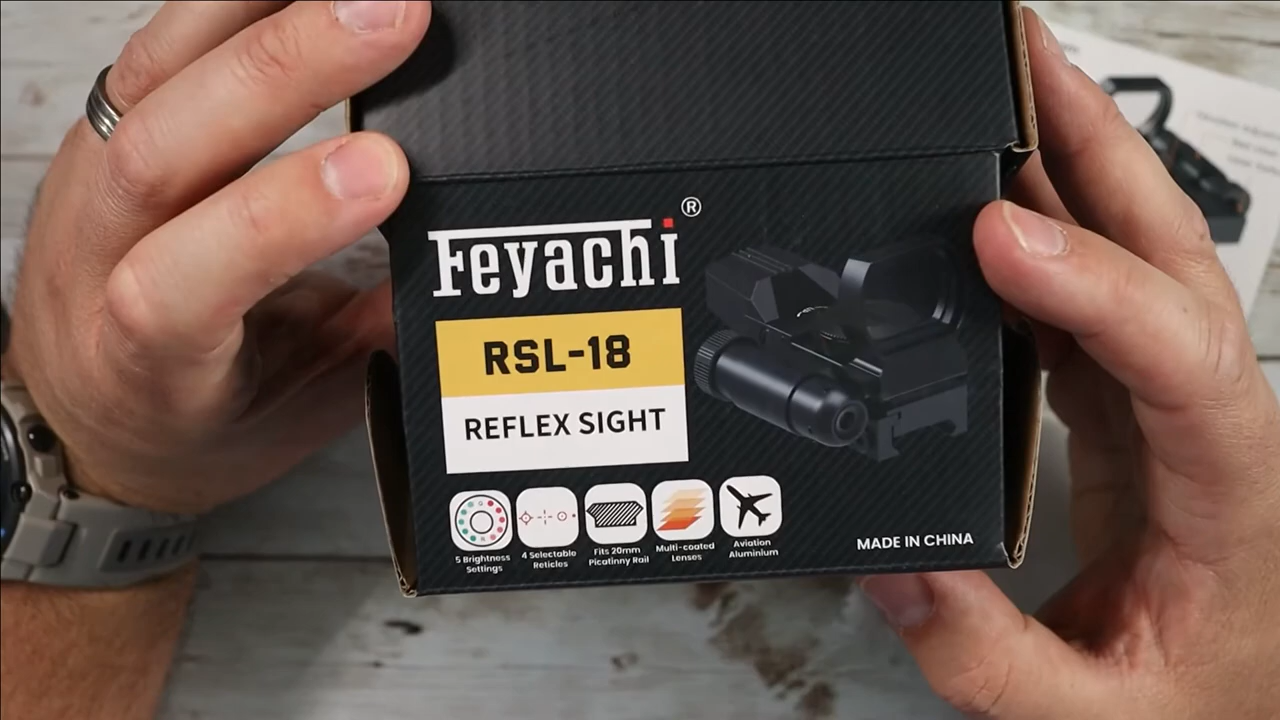 Feyachi®
RSL-18
REFLEX SIGHT
5 Brightness
Settings
4 Selectable
Reticles
Fits 20mm
Picatinny Rail
Multi-coated
Lenses
Aviation
Aluminium
MADE IN CHINA